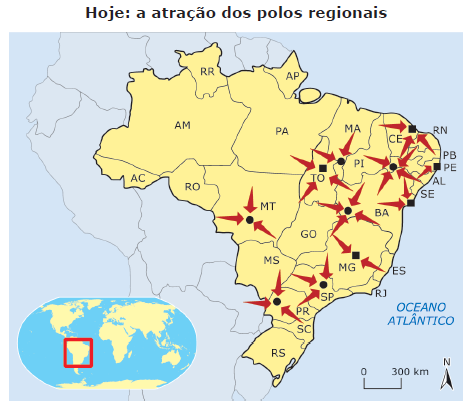 Hoje: a atração dos polos regionais
RR
AP
AM
PA
MA
CE
RN
PB
PE
AL
SE
PI
TO
AC
RO
MT
BA
GO
MS
MG
ES
SP
RJ
PR
SC
RS
OCEANO
ATLÂNTICO
0 300 km
N